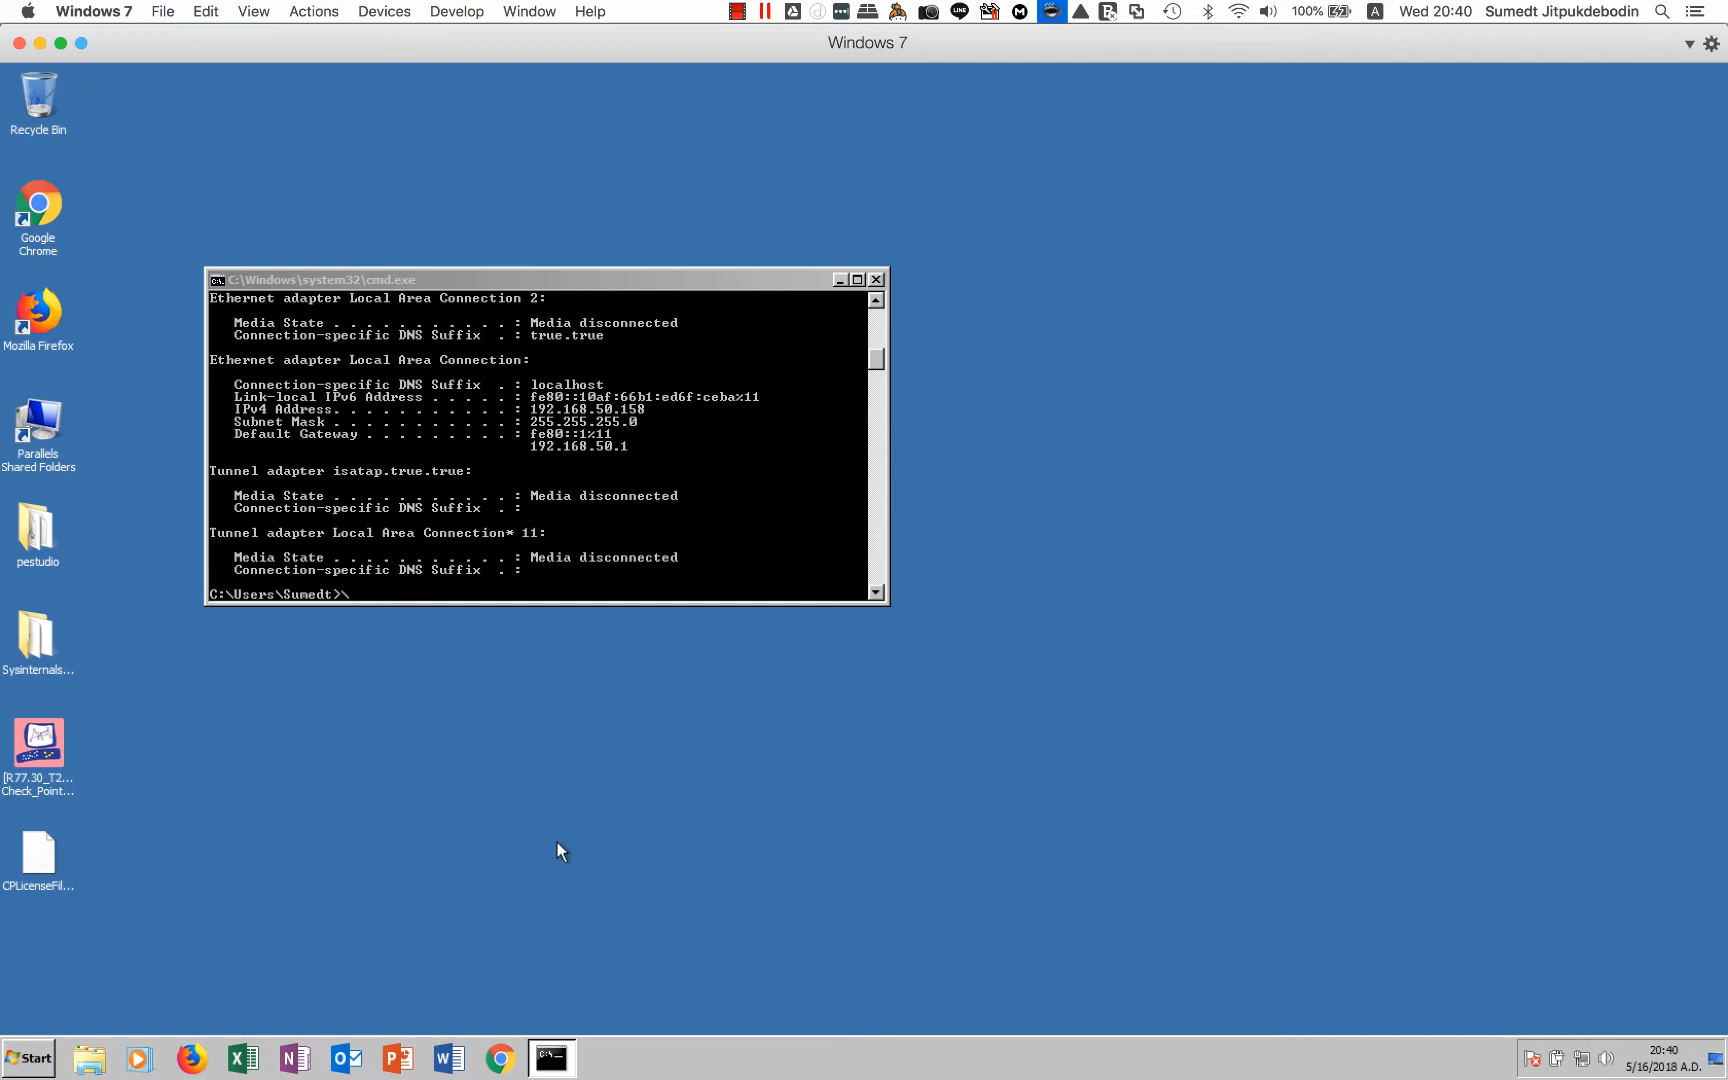 Windows 7 File Edit View Actions Devices Develop Window Help 100% A Wed 20:40 Sumedt Jitpukdebodin
Windows 7
Recycle Bin
Google
Chrome
Mozilla Firefox
Parallels
Shared Folders
pestudio
Sysinternals...
[R77.30_T2...
Check_Point...
CPLicenseFil...
C:\Windows\system32\cmd.exe
Ethernet adapter Local Area Connection 2:
Media State . . . . . . . . . . . : Media disconnected
Connection-specific DNS Suffix . : true.true
Ethernet adapter Local Area Connection:
Connection-specific DNS Suffix . : localhost
Link-local IPv6 Address . . . . . : fe80::10af:66b1:ed6f:ceba%11
IPv4 Address. . . . . . . . . . . : 192.168.50.158
Subnet Mask . . . . . . . . . . . : 255.255.255.0
Default Gateway . . . . . . . . . : fe80::1%11
192.168.50.1
Tunnel adapter isatap.true.true:
Media State . . . . . . . . . . . : Media disconnected
Connection-specific DNS Suffix . :
Tunnel adapter Local Area Connection* 11:
Media State . . . . . . . . . . . : Media disconnected
Connection-specific DNS Suffix . :
C:\Users\Sumedt>\
Start
20:40
5/16/2018 A.D.